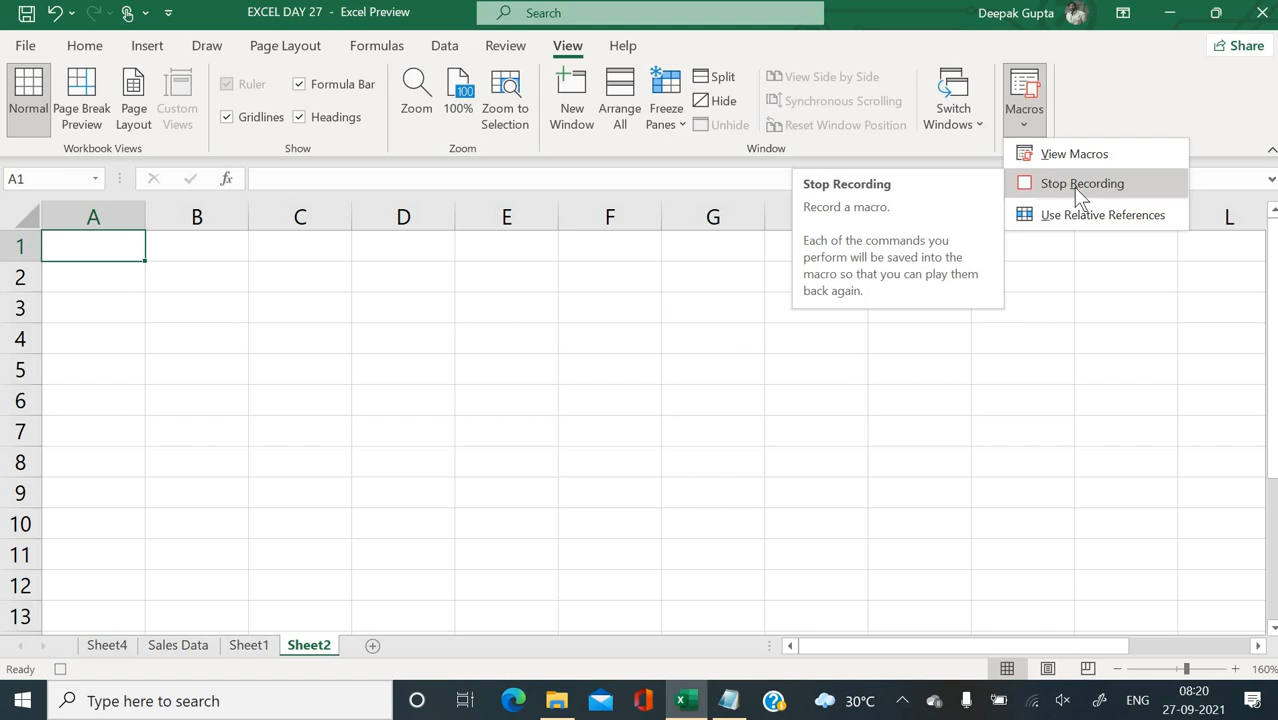 EXCEL DAY 27 - Excel Preview
Search
Deepak Gupta
File Home Insert Draw Page Layout Formulas Data Review View Help
Share
Normal
Page Break Preview
Page Layout
Custom Views
Workbook Views
Ruler
Formula Bar
Gridlines
Headings
Show
Zoom
100
100%
Zoom to Selection
Zoom
New Window
Arrange All
Freeze Panes
Split
Hide
Unhide
View Side by Side
Synchronous Scrolling
Reset Window Position
Switch Windows
Window
Macros
View Macros
Stop Recording
Use Relative References
A1
fx
Stop Recording
Record a macro.
Each of the commands you
perform will be saved into the
macro so that you can play them
back again.
A B C D E F G L
1
2
3
4
5
6
7
8
9
10
11
12
13
Sheet4 Sales Data Sheet1 Sheet2
Ready
160%
Type here to search
30°C
ENG
08:20
27-09-2021